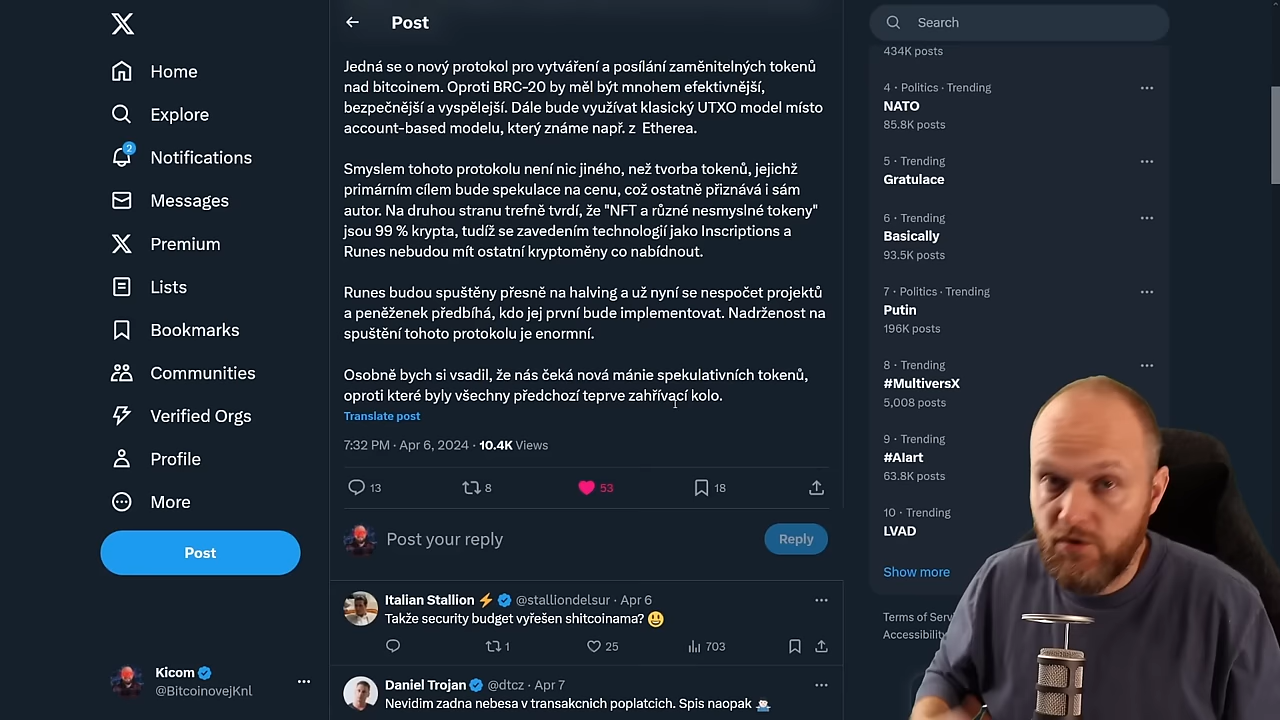 Home
Explore
2
Notifications
Messages
Premium
Lists
Bookmarks
Communities
Verified Orgs
Profile
More
Post
Kicom
@BitcoinovejKnl
Post
Jedná se o nový protokol pro vytváření a posílání zaměnitelných tokenů
nad bitcoinem. Oproti BRC-20 by měl být mnohem efektivnější,
bezpečnější a vyspělejší. Dále bude využívat klasický UTXO model místo
account-based modelu, který známe např. z Etherea.
Smyslem tohoto protokolu není nic jiného, než tvorba tokenů, jejichž
primárním cílem bude spekulace na cenu, což ostatně přiznává i sám
autor. Na druhou stranu trefně tvrdí, že "NFT a různé nesmyslné tokeny"
jsou 99 % krypta, tudíž se zavedením technologií jako Inscriptions a
Runes nebudou mít ostatní kryptoměny co nabídnout.
Runes budou spuštěny přesně na halving a už nyní se nespočet projektů
a peněženek předbíhá, kdo jej první bude implementovat. Nadrženost na
spuštění tohoto protokolu je enormní.
Osobně bych si vsadil, že nás čeká nová mánie spekulativních tokenů,
oproti které byly všechny předchozí teprve zahřívací kolo.
Translate post
7:32 PM · Apr 6, 2024 · 10.4K Views
13 8 53 18
Post your reply
Reply
Italian Stallion ⚡ @stalliondelsur · Apr 6
Takže security budget vyřešen shitcoinama? 😃
1 25 703
Daniel Trojan @dtcz · Apr 7
Nevidim zadna nebesa v transakcnich poplatcich. Spis naopak 🤷🏻‍♂️
Search
434K posts
4 · Politics · Trending
NATO
85.8K posts
5 · Trending
Gratulace
6 · Trending
Basically
93.5K posts
7 · Politics · Trending
Putin
196K posts
8 · Trending
#MultiversX
5,008 posts
9 · Trending
#AIart
63.8K posts
10 · Trending
LVAD
Show more
Terms of
Accessibility